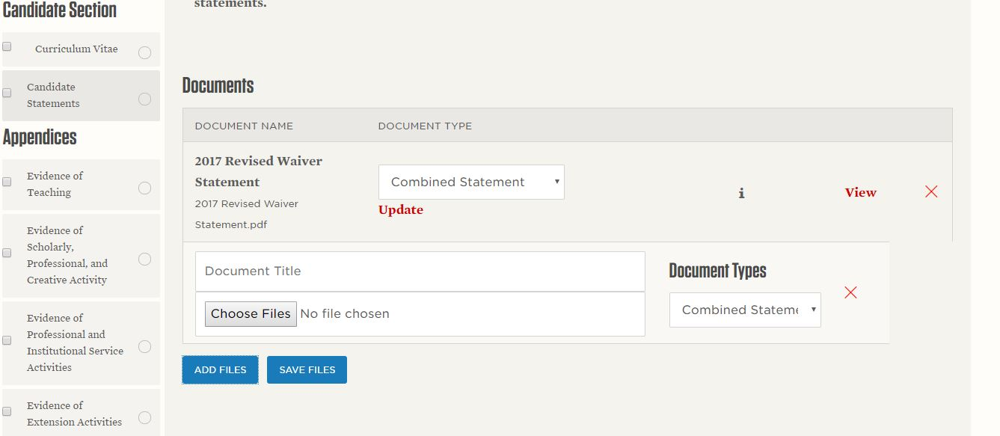 Candidate Section
Curriculum Vitae
Candidate
Statements
Appendices
Evidence of
Teaching
Evidence of
Scholarly,
Professional, and
Creative Activity
Evidence of
Professional and
Institutional Service
Activities
Evidence of
Extension Activities
statements.
Documents
DOCUMENT NAME DOCUMENT TYPE
2017 Revised Waiver
Statement
2017 Revised Waiver
Statement.pdf
Combined Statement
Update
i
View
Document Title
Choose Files No file chosen
Document Types
Combined Stateme
ADD FILES SAVE FILES